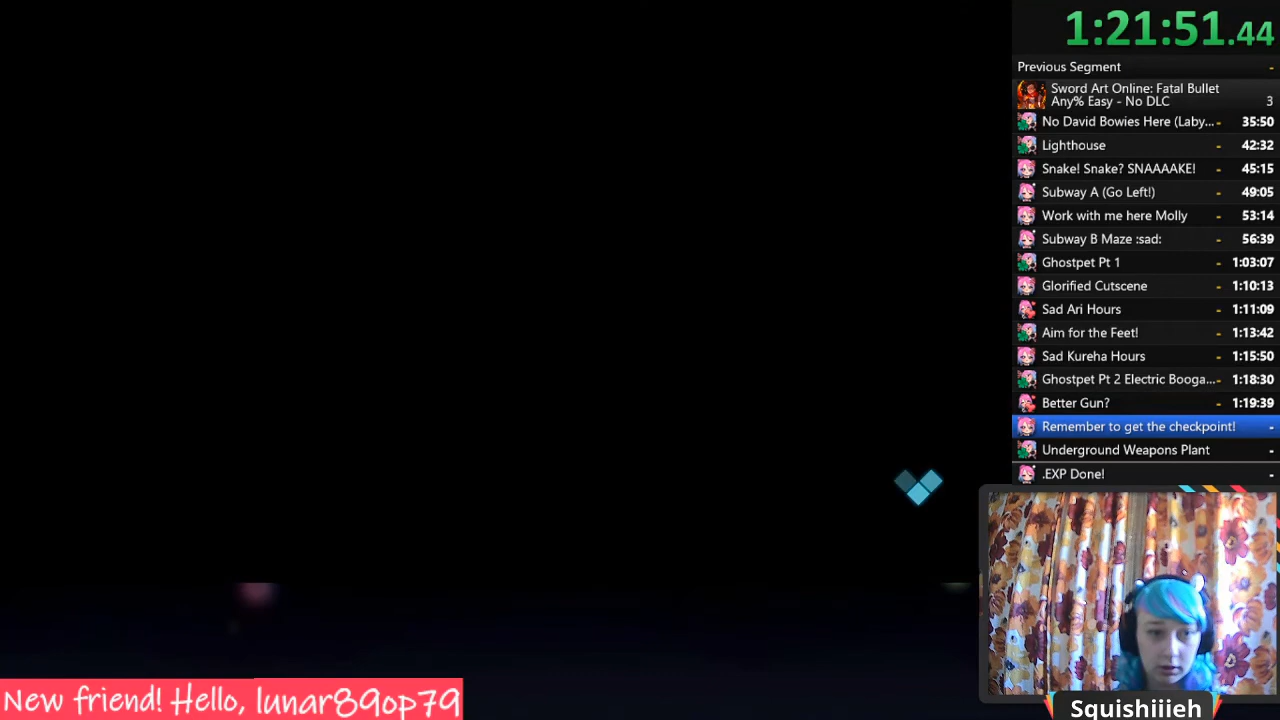 1:21:51.44
Previous Segment -
Sword Art Online: Fatal Bullet
Any% Easy - No DLC 3
No David Bowies Here (Laby... - 35:50
Lighthouse - 42:32
Snake! Snake? SNAAAAKE! - 45:15
Subway A (Go Left!) - 49:05
Work with me here Molly - 53:14
Subway B Maze :sad: - 56:39
Ghostpet Pt 1 - 1:03:07
Glorified Cutscene - 1:10:13
Sad Ari Hours - 1:11:09
Aim for the Feet! - 1:13:42
Sad Kureha Hours - 1:15:50
Ghostpet Pt 2 Electric Booga... - 1:18:30
Better Gun? - 1:19:39
Remember to get the checkpoint! -
Underground Weapons Plant -
.EXP Done! -
New friend! Hello, lunar89op79
Squishiiieh